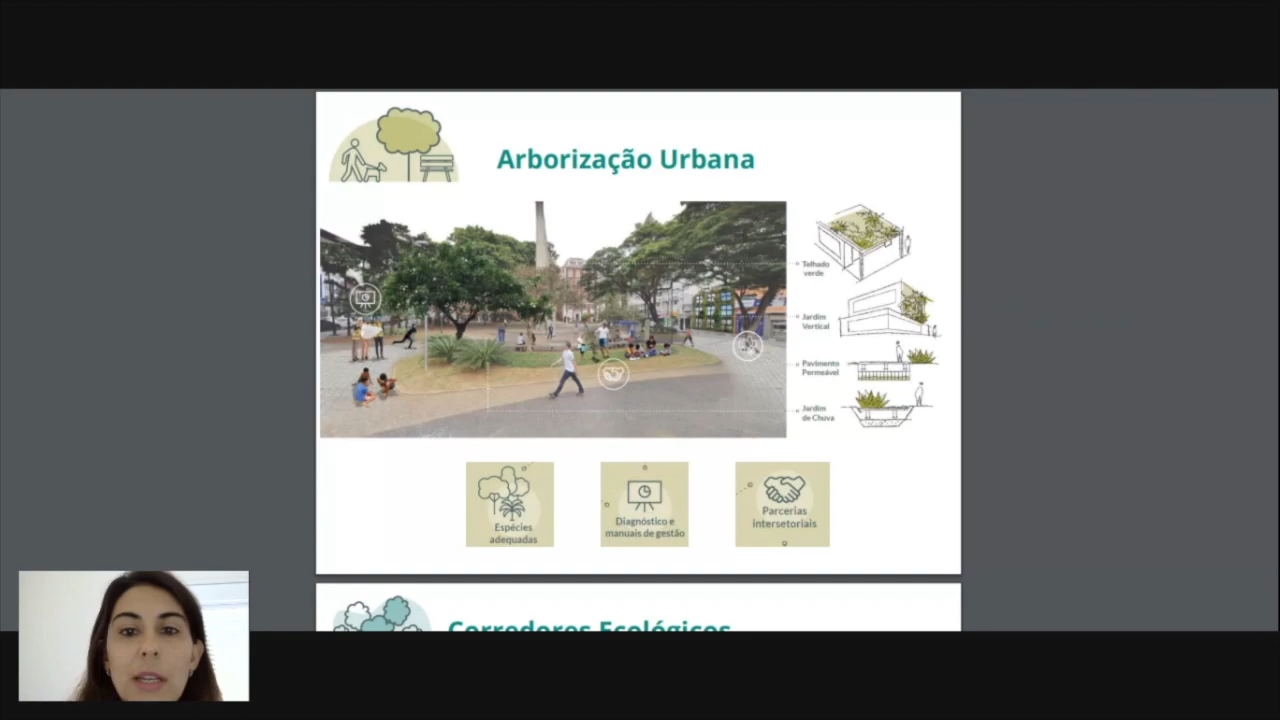 Arborização Urbana
Telhado
verde
Jardim
Vertical
Pavimento
Permeável
Jardim
de Chuva
Espécies
adequadas
Diagnóstico e
manuais de gestão
Parcerias
intersetoriais
Corredores Ecológicos